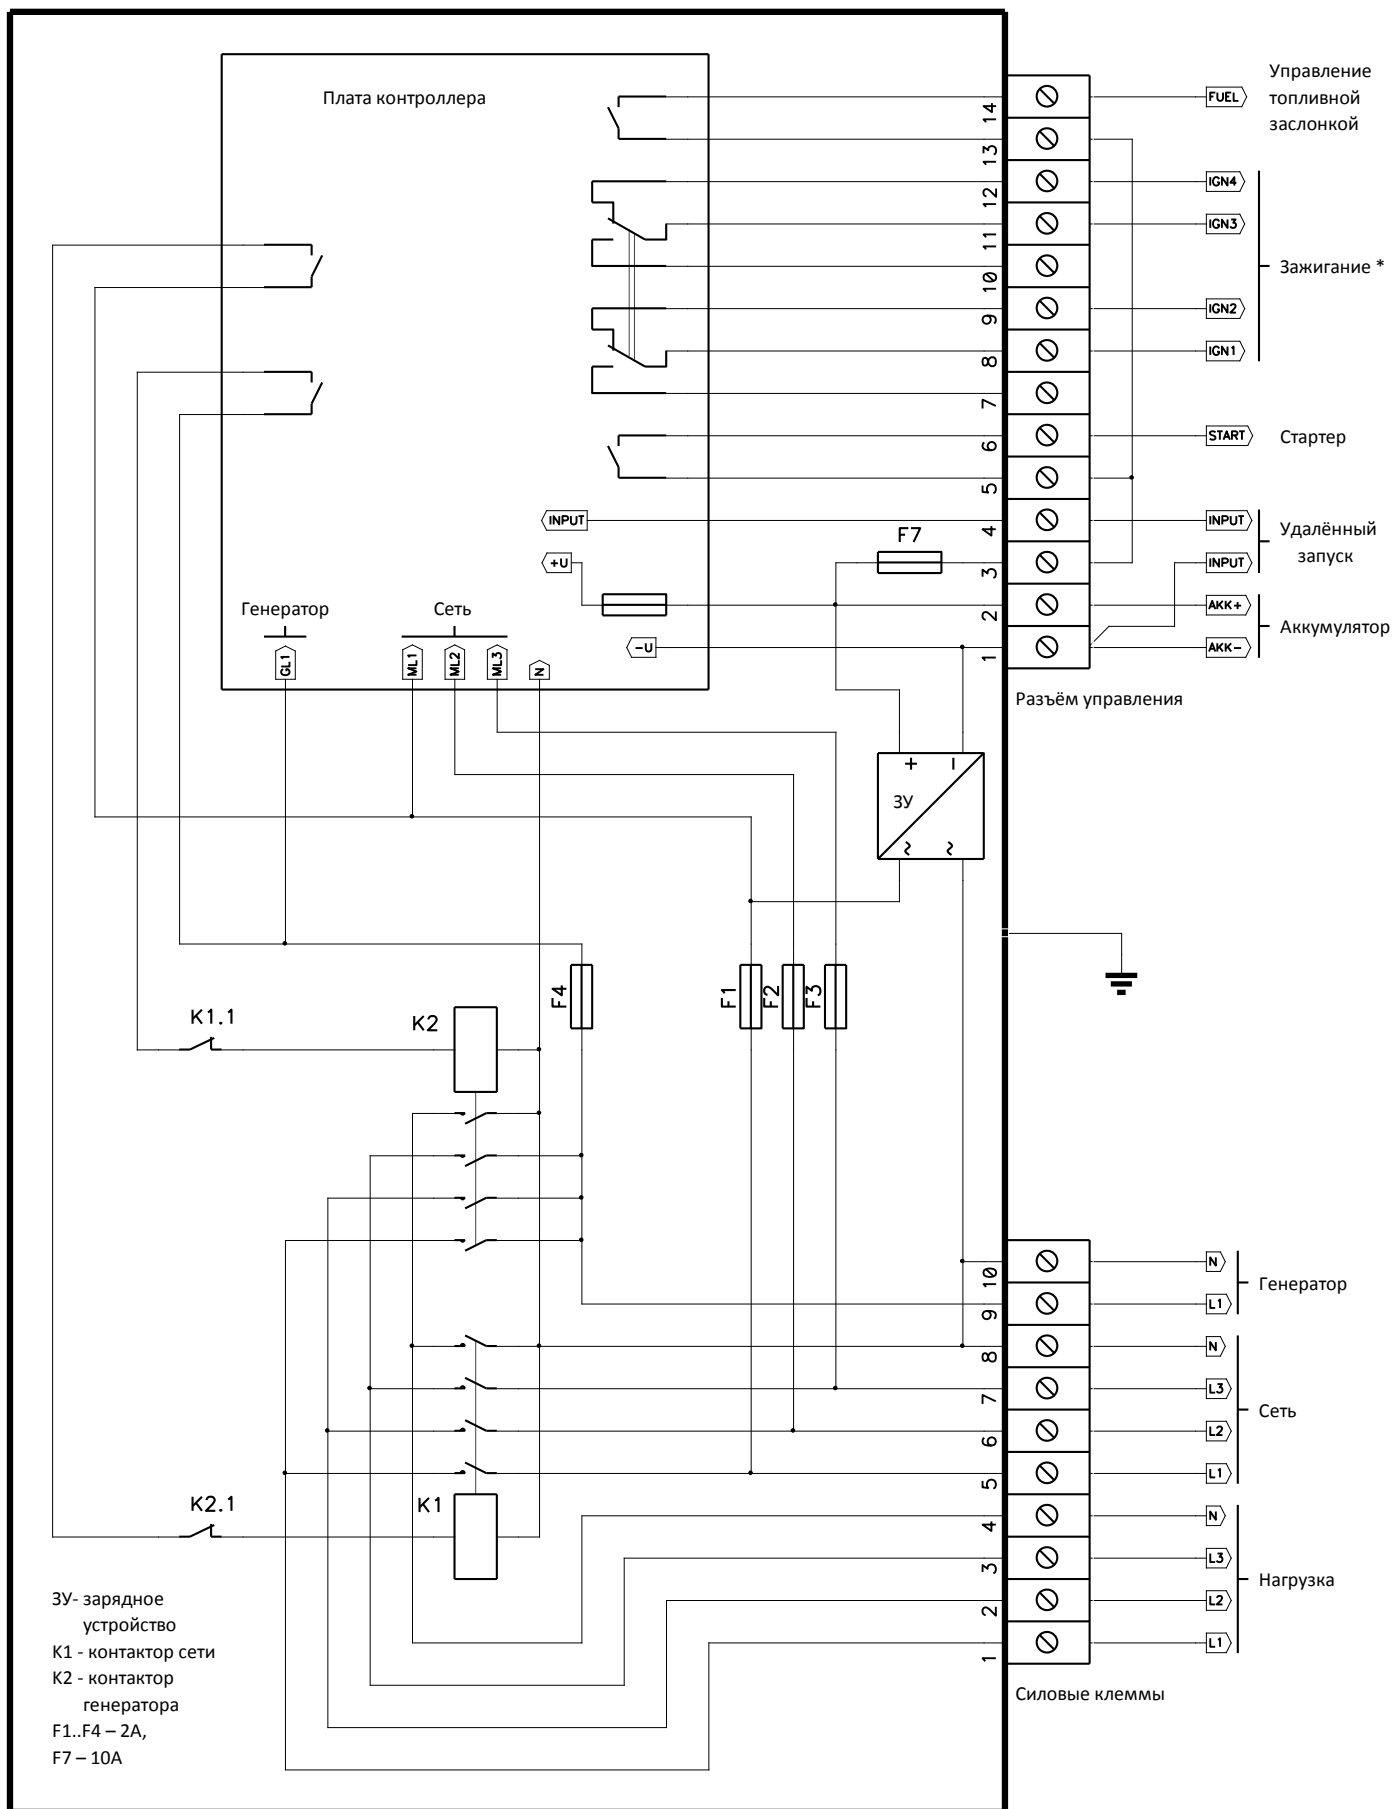 Плата контроллера
Управление
топливной
заслонкой
14
FUEL
13
12
IGN4
11
IGN3
10
Зажигание *
9
IGN2
8
IGN1
7
6
START
Стартер
5
INPUT
4
INPUT
Удалённый
запуск
+U
F7
3
INPUT
2
AKK+
Аккумулятор
-U
1
AKK-
Генератор
Сеть
GL1
ML1
ML2
ML3
N
Разъём управления
+ −
ЗУ
~ ~
F4
F1
F2
F3
K1.1
K2
10
N
Генератор
9
L1
8
N
7
L3
Сеть
6
L2
5
L1
K2.1
K1
4
N
3
L3
Нагрузка
2
L2
1
L1
Силовые клеммы
ЗУ- зарядное
устройство
K1 - контактор сети
K2 - контактор
генератора
F1..F4 – 2A,
F7 – 10A